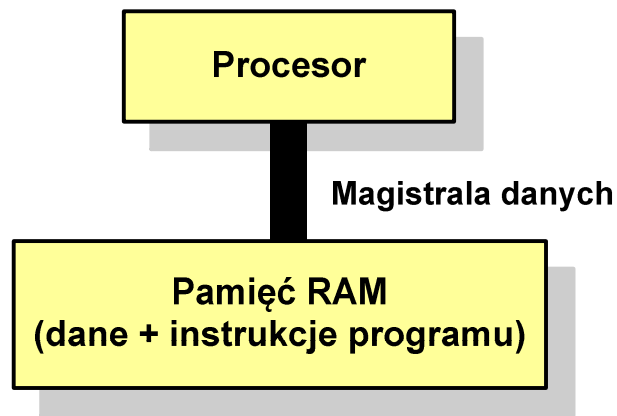 Procesor
Magistrala danych
Pamięć RAM
(dane + instrukcje programu)